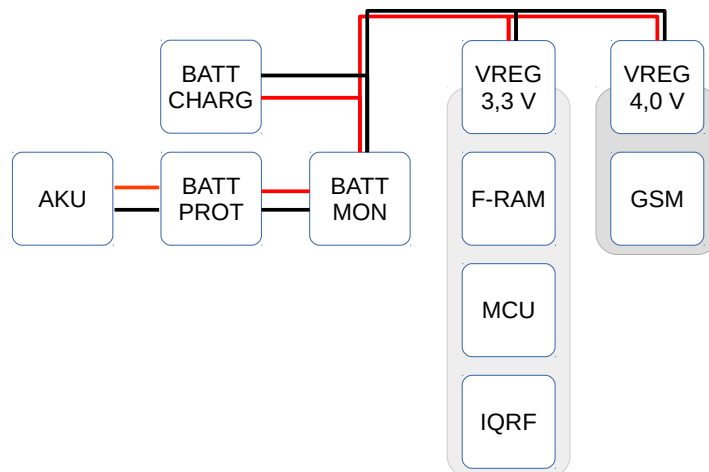 BATT
CHARG
VREG
3,3 V
VREG
4,0 V
AKU
BATT
PROT
BATT
MON
F-RAM
GSM
MCU
IQRF